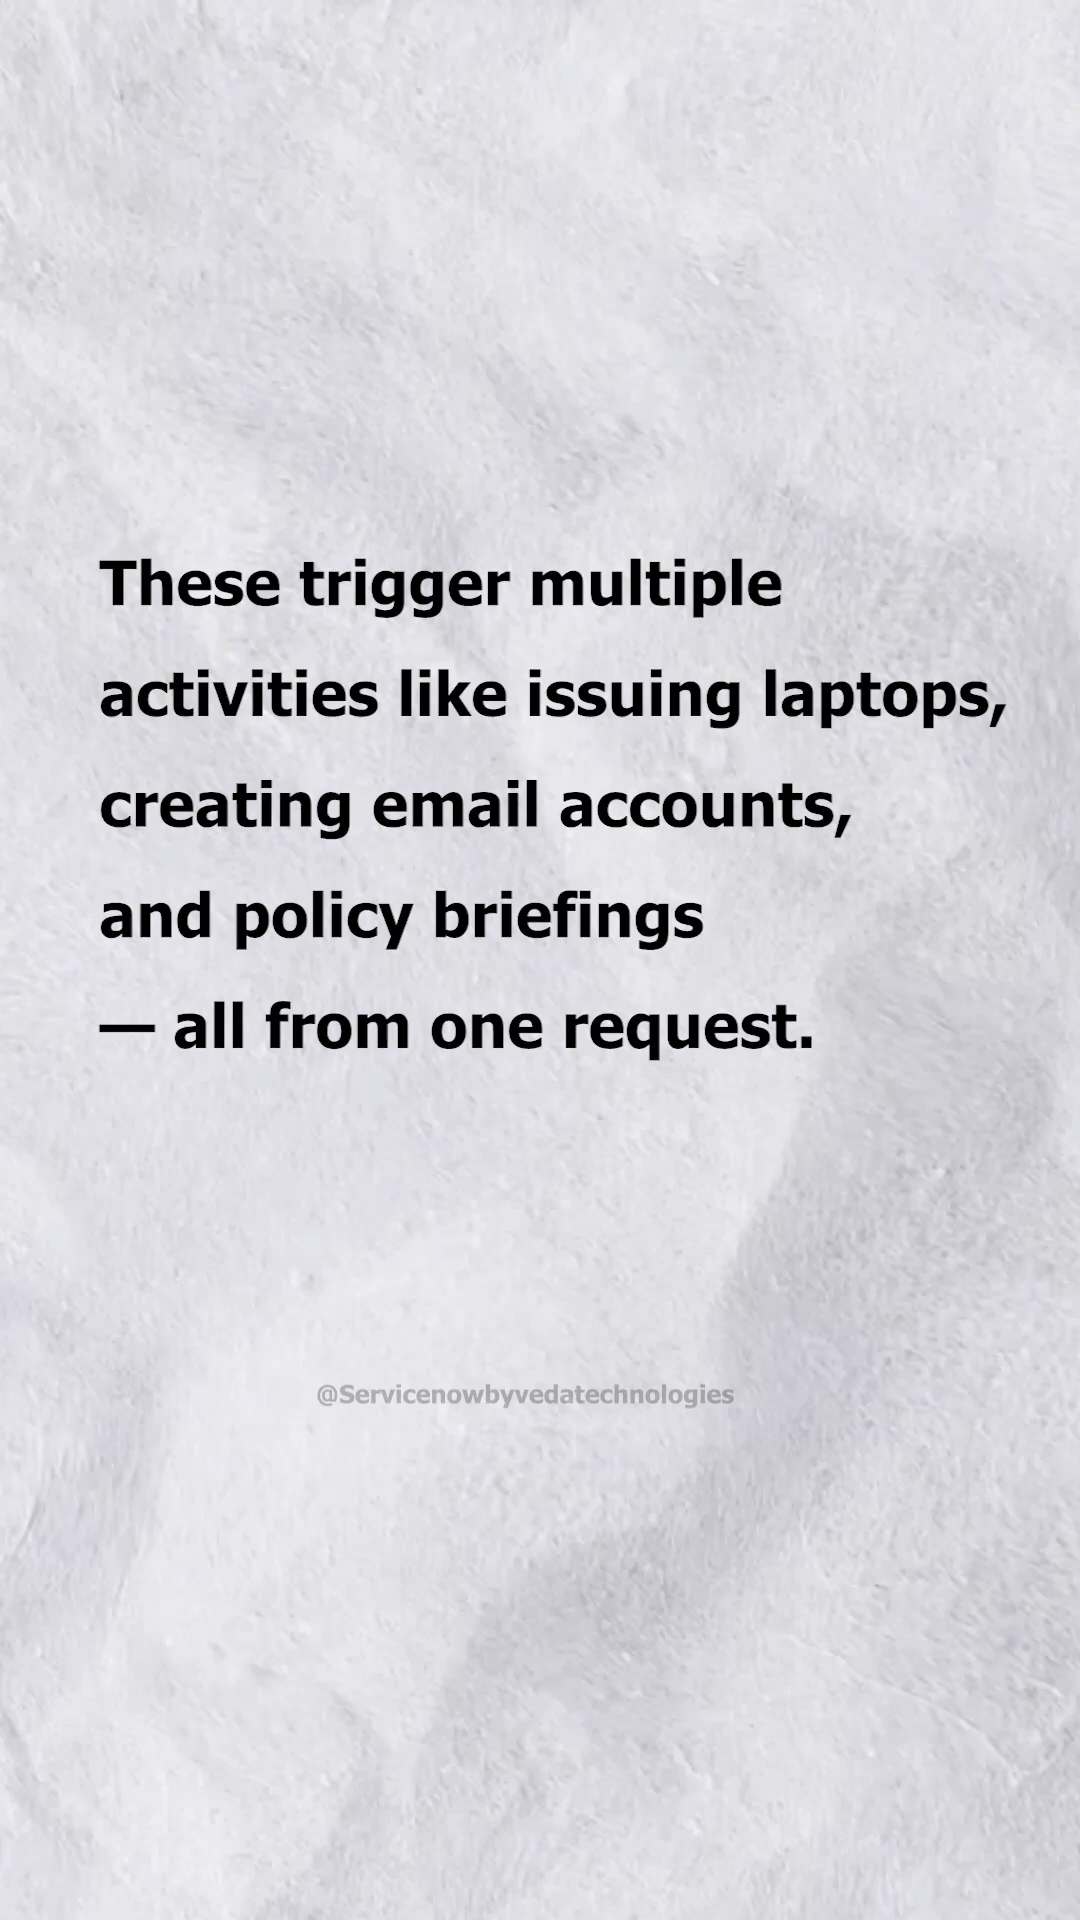 These trigger multiple
activities like issuing laptops,
creating email accounts,
and policy briefings
— all from one request.
@Servicenowbyvedatechnologies